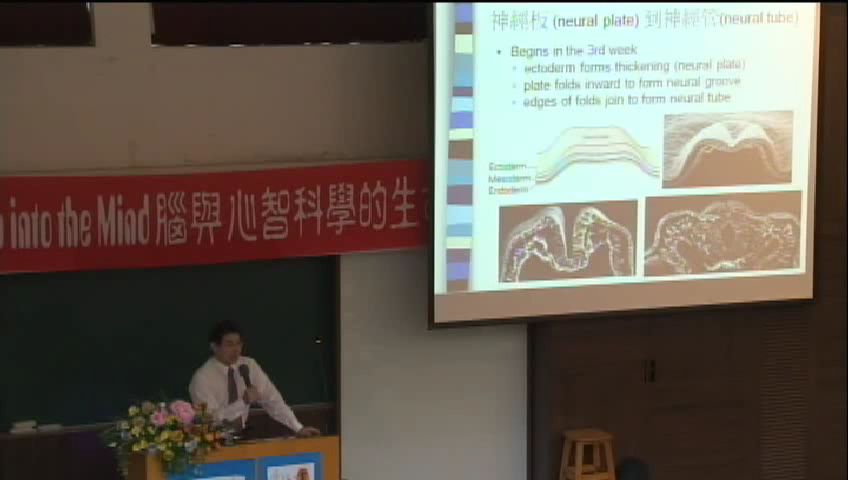 神經板 (neural plate) 到神經管(neural tube)
• Begins in the 3rd week
ectoderm forms thickening (neural plate)
plate folds inward to form neural groove
edges of folds join to form neural tube
Ectoderm
Mesoderm
Endoderm
into the Mind 腦與心智科學的生